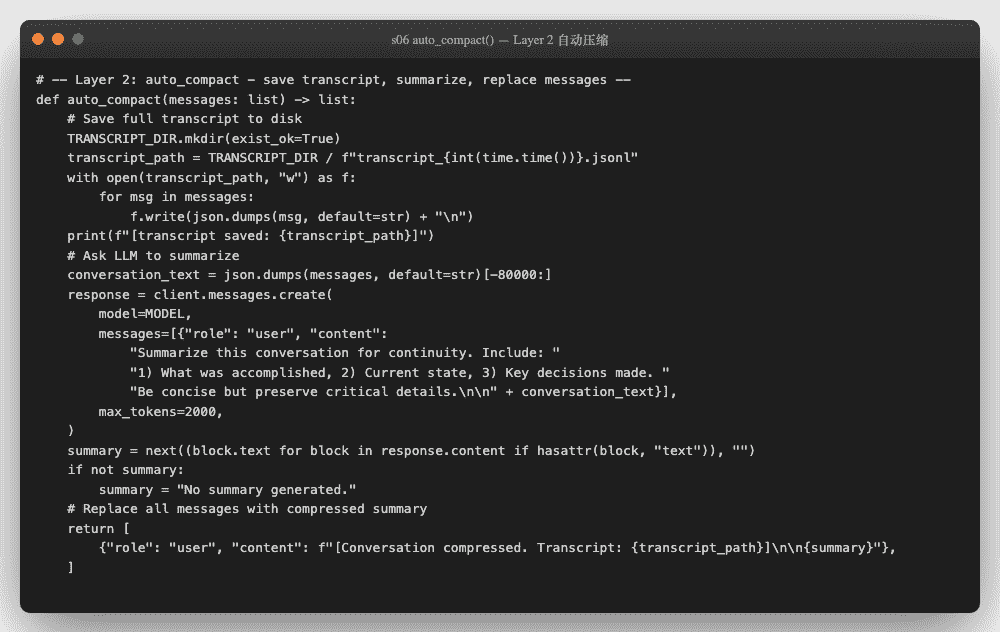 s06 auto_compact() — Layer 2 自动压缩
# -- Layer 2: auto_compact - save transcript, summarize, replace messages --
def auto_compact(messages: list) -> list:
    # Save full transcript to disk
    TRANSCRIPT_DIR.mkdir(exist_ok=True)
    transcript_path = TRANSCRIPT_DIR / f"transcript_{int(time.time())}.jsonl"
    with open(transcript_path, "w") as f:
        for msg in messages:
            f.write(json.dumps(msg, default=str) + "\n")
    print(f"[transcript saved: {transcript_path}]")
    # Ask LLM to summarize
    conversation_text = json.dumps(messages, default=str)[-80000:]
    response = client.messages.create(
        model=MODEL,
        messages=[{"role": "user", "content":
            "Summarize this conversation for continuity. Include: "
            "1) What was accomplished, 2) Current state, 3) Key decisions made. "
            "Be concise but preserve critical details.\n\n" + conversation_text}],
        max_tokens=2000,
    )
    summary = next((block.text for block in response.content if hasattr(block, "text")), "")
    if not summary:
        summary = "No summary generated."
    # Replace all messages with compressed summary
    return [
        {"role": "user", "content": f"[Conversation compressed. Transcript: {transcript_path}]\n\n{summary}"},
    ]